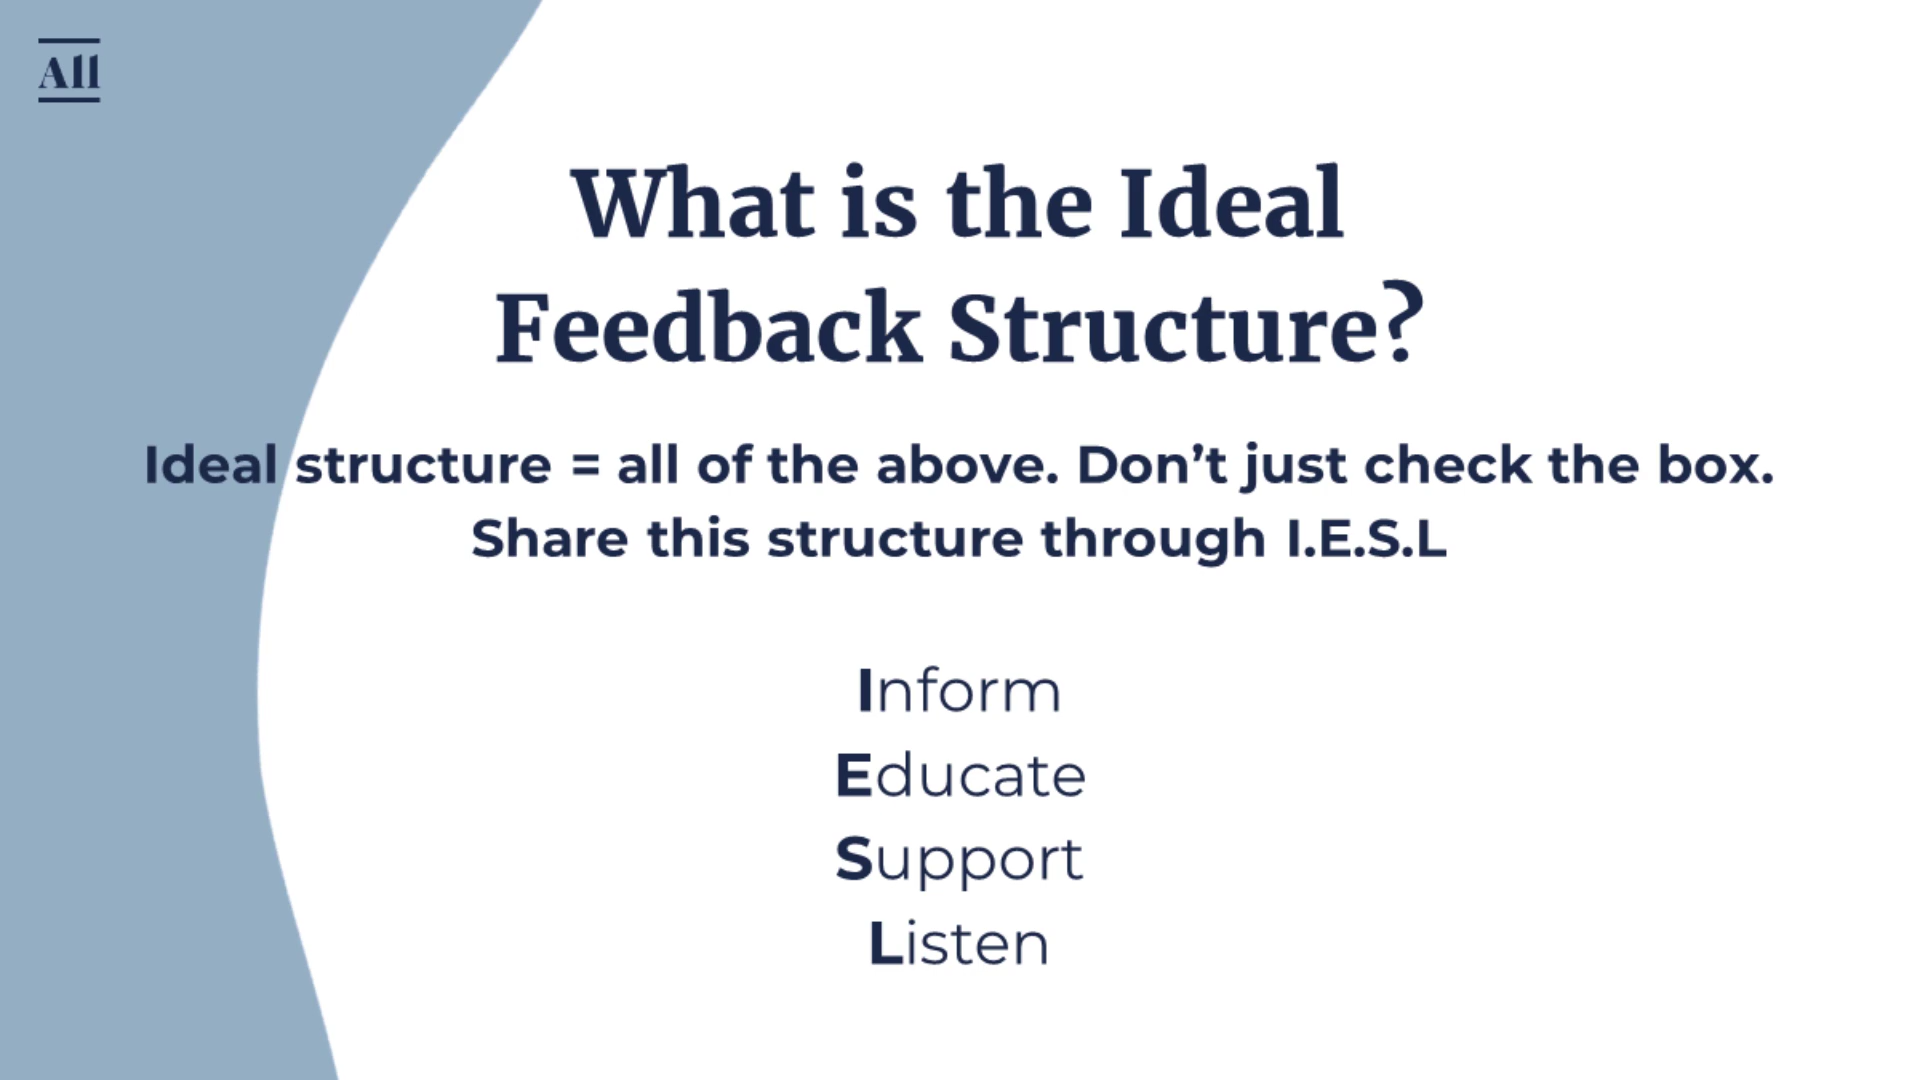 All
What is the Ideal
Feedback Structure?
Ideal structure = all of the above. Don’t just check the box.
Share this structure through I.E.S.L
Inform
Educate
Support
Listen